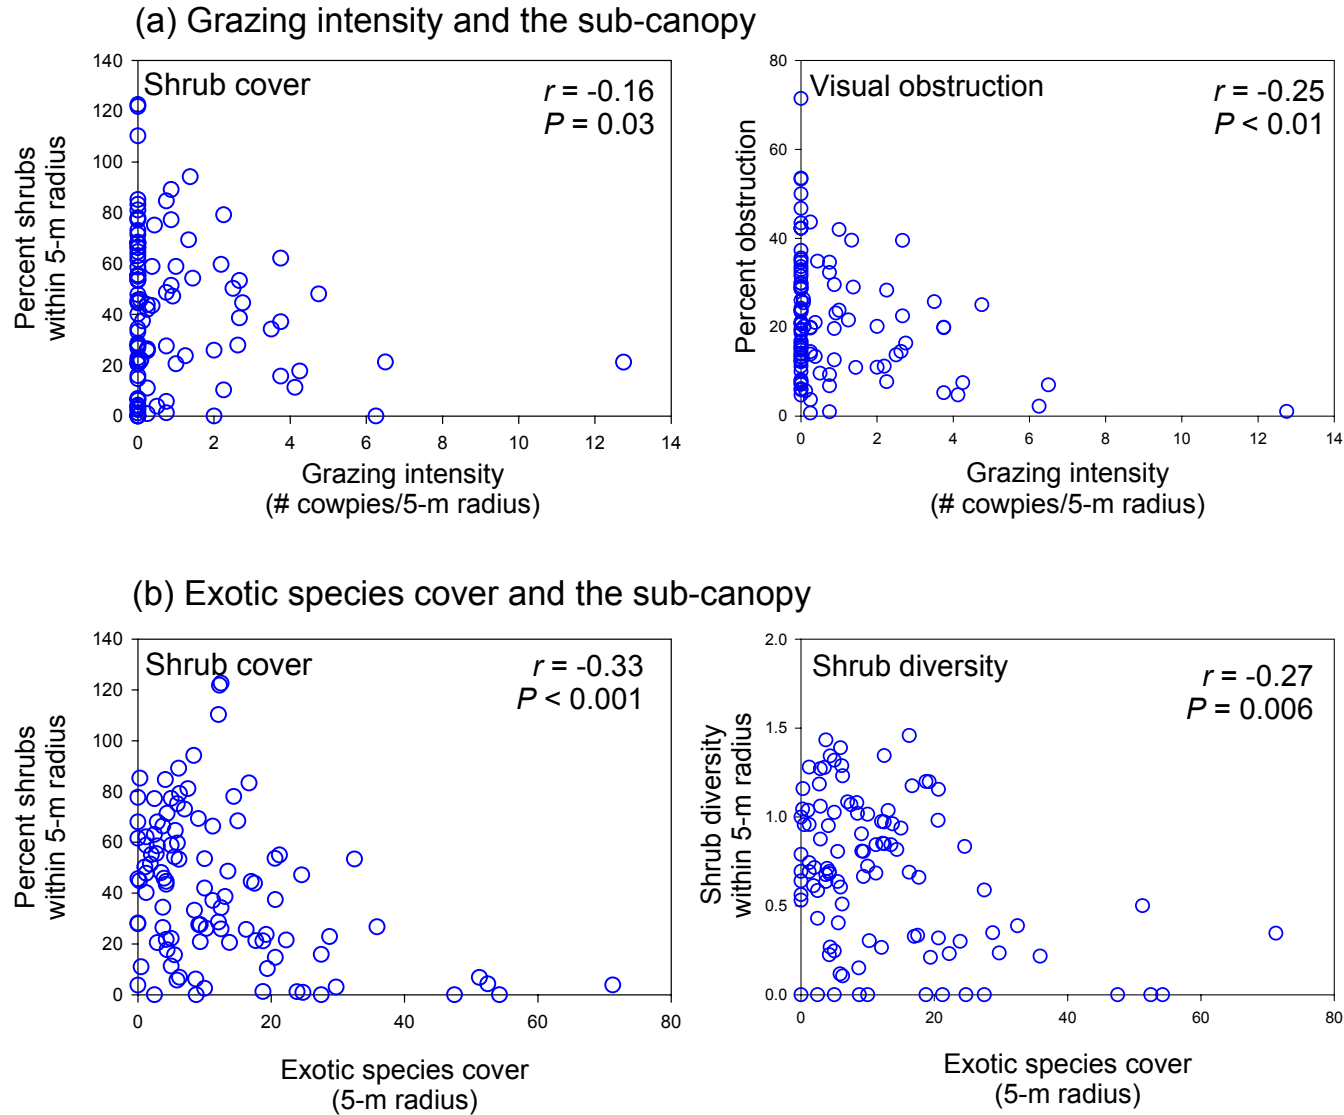 (a) Grazing intensity and the sub-canopy
Shrub cover
r = -0.16
P = 0.03
140
120
100
80
60
40
20
0
Percent shrubs
within 5-m radius
0 2 4 6 8 10 12 14
Grazing intensity
(# cowpies/5-m radius)
Visual obstruction
r = -0.25
P < 0.01
80
60
40
20
0
Percent obstruction
0 2 4 6 8 10 12 14
Grazing intensity
(# cowpies/5-m radius)
(b) Exotic species cover and the sub-canopy
Shrub cover
r = -0.33
P < 0.001
140
120
100
80
60
40
20
0
Percent shrubs
within 5-m radius
0 20 40 60 80
Exotic species cover
(5-m radius)
Shrub diversity
r = -0.27
P = 0.006
2.0
1.5
1.0
0.5
0.0
Shrub diversity
within 5-m radius
0 20 40 60 80
Exotic species cover
(5-m radius)